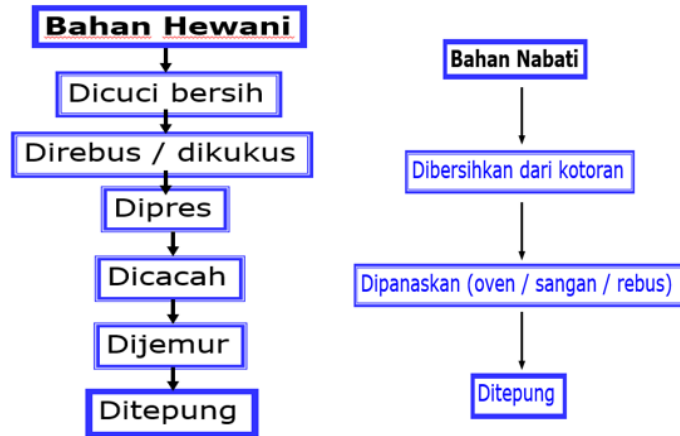 Bahan Hewani
Dicuci bersih
Direbus / dikukus
Dipres
Dicacah
Dijemur
Ditepung
Bahan Nabati
Dibersihkan dari kotoran
Dipanaskan (oven / sangan / rebus)
Ditepung